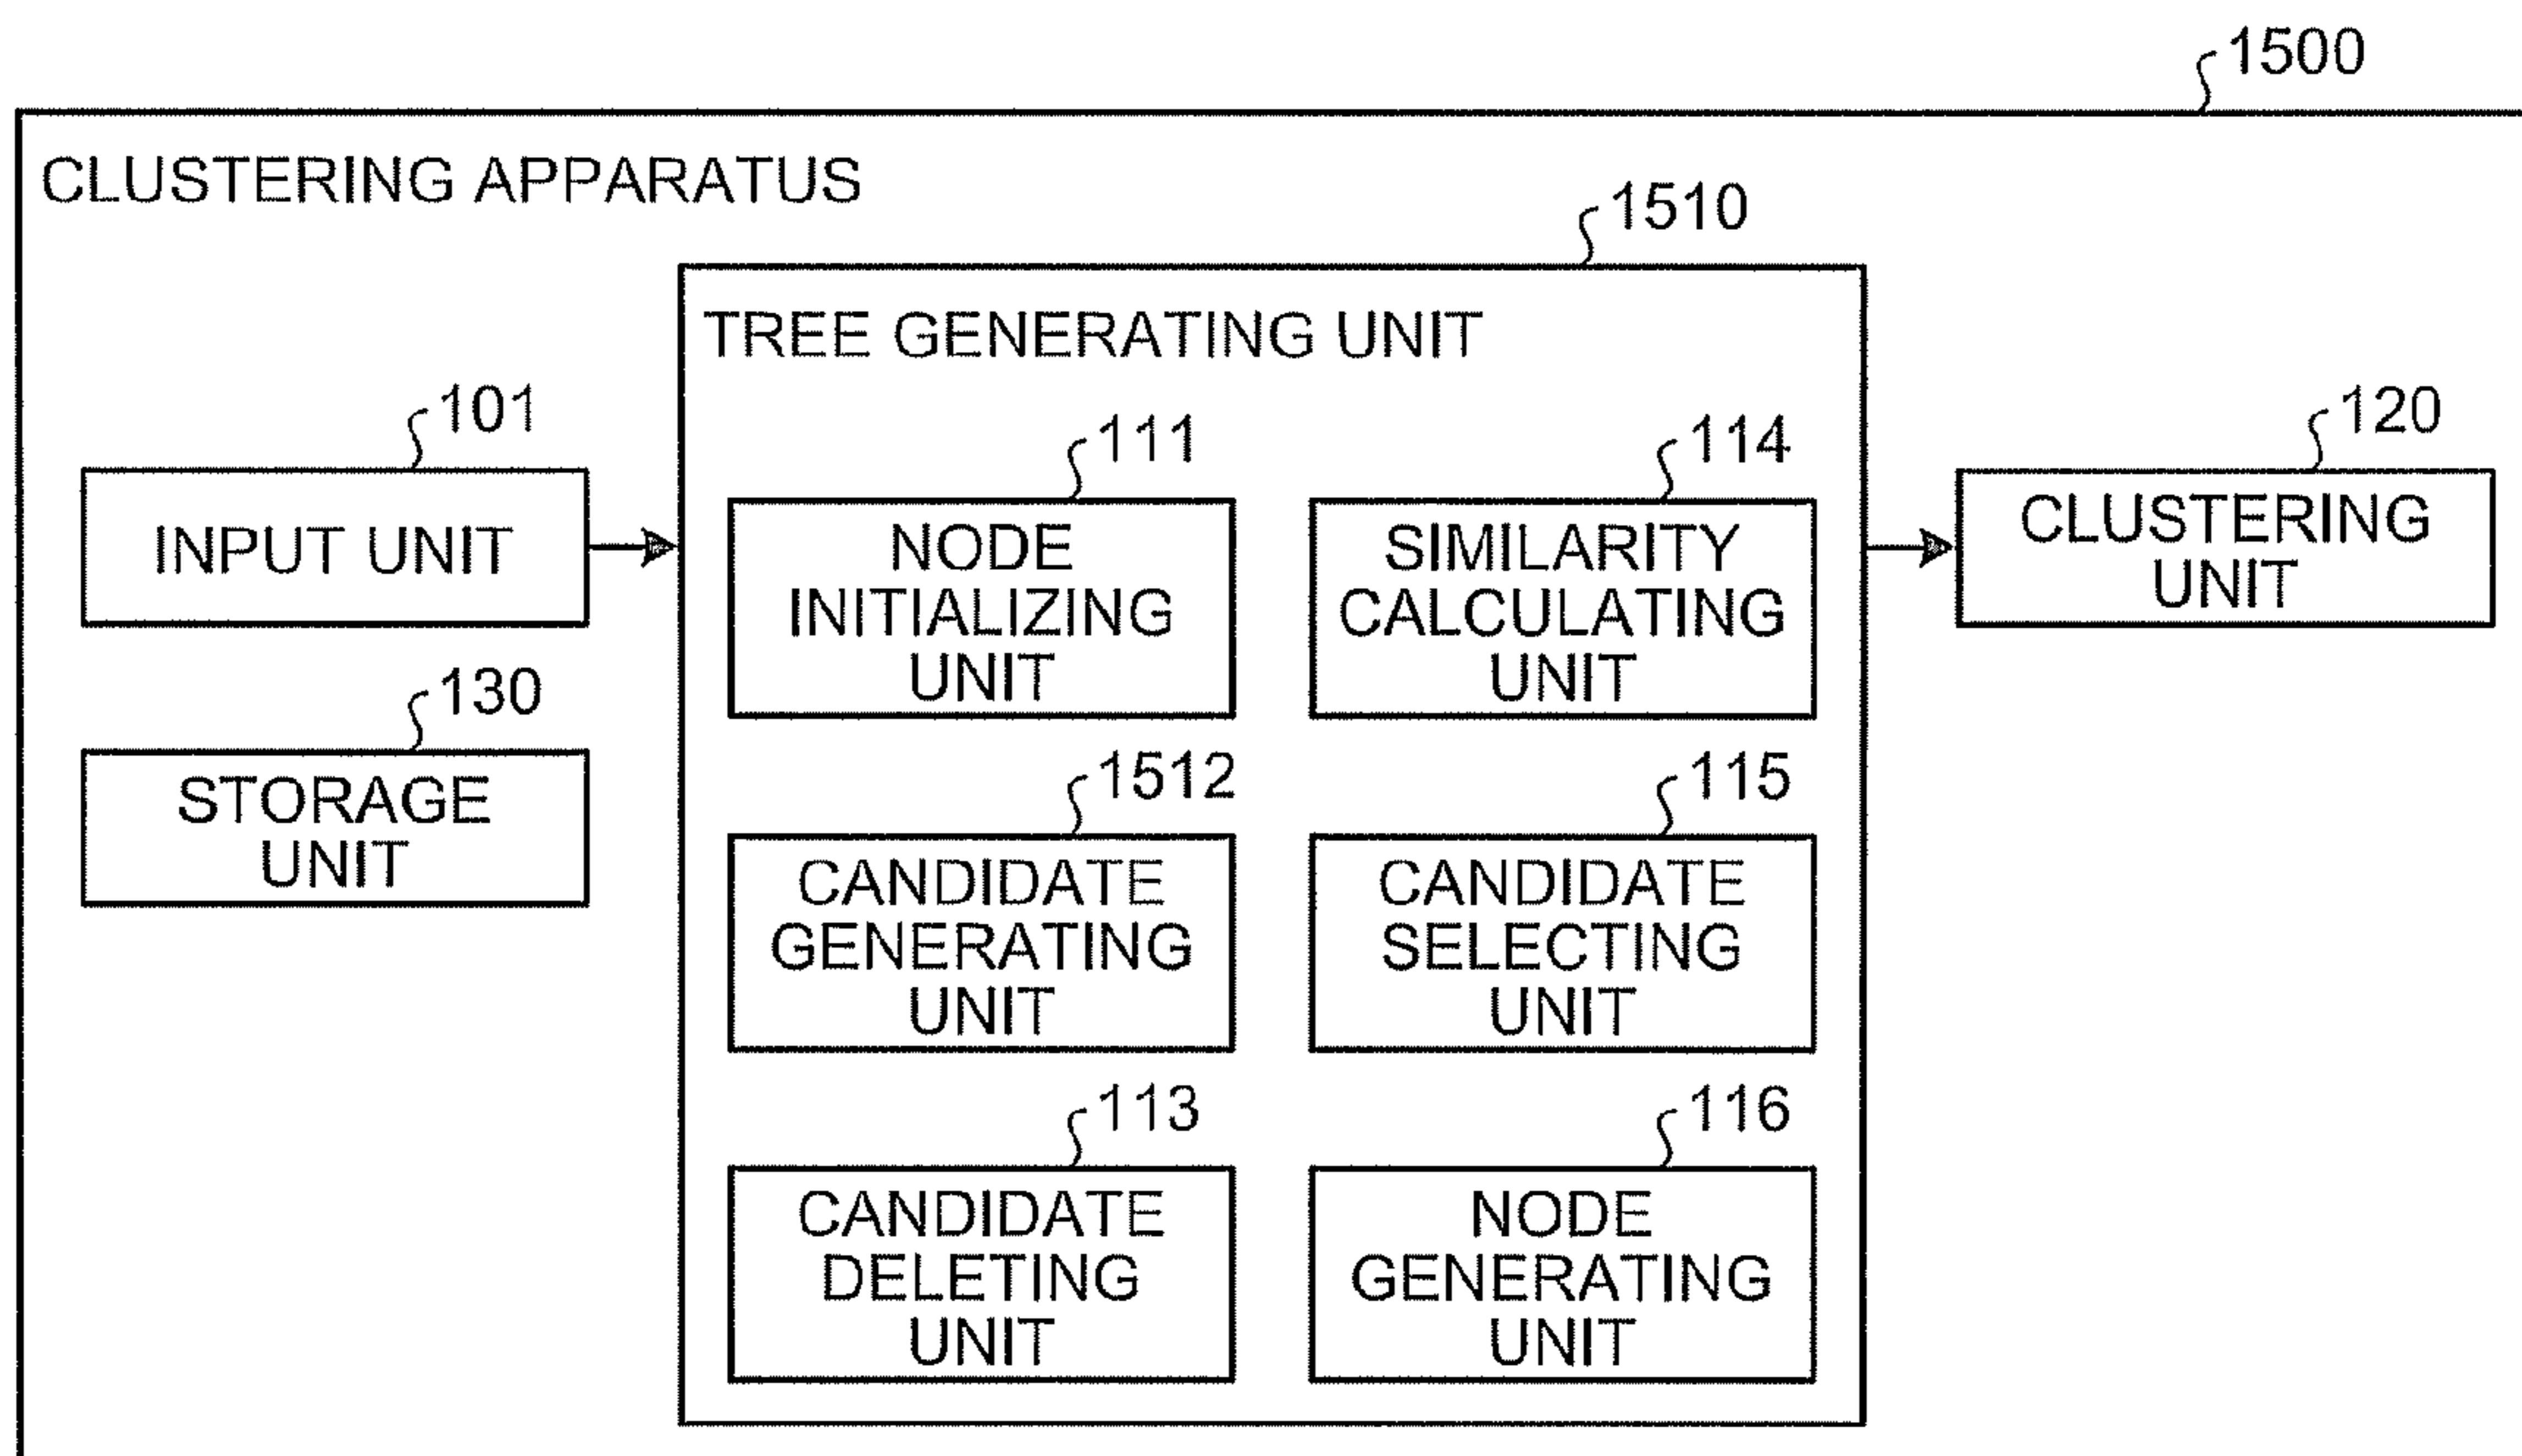 1500
CLUSTERING APPARATUS
1510
TREE GENERATING UNIT
101
INPUT UNIT
130
STORAGE
UNIT
111
NODE
INITIALIZING
UNIT
114
SIMILARITY
CALCULATING
UNIT
1512
CANDIDATE
GENERATING
UNIT
115
CANDIDATE
SELECTING
UNIT
113
CANDIDATE
DELETING
UNIT
116
NODE
GENERATING
UNIT
120
CLUSTERING
UNIT